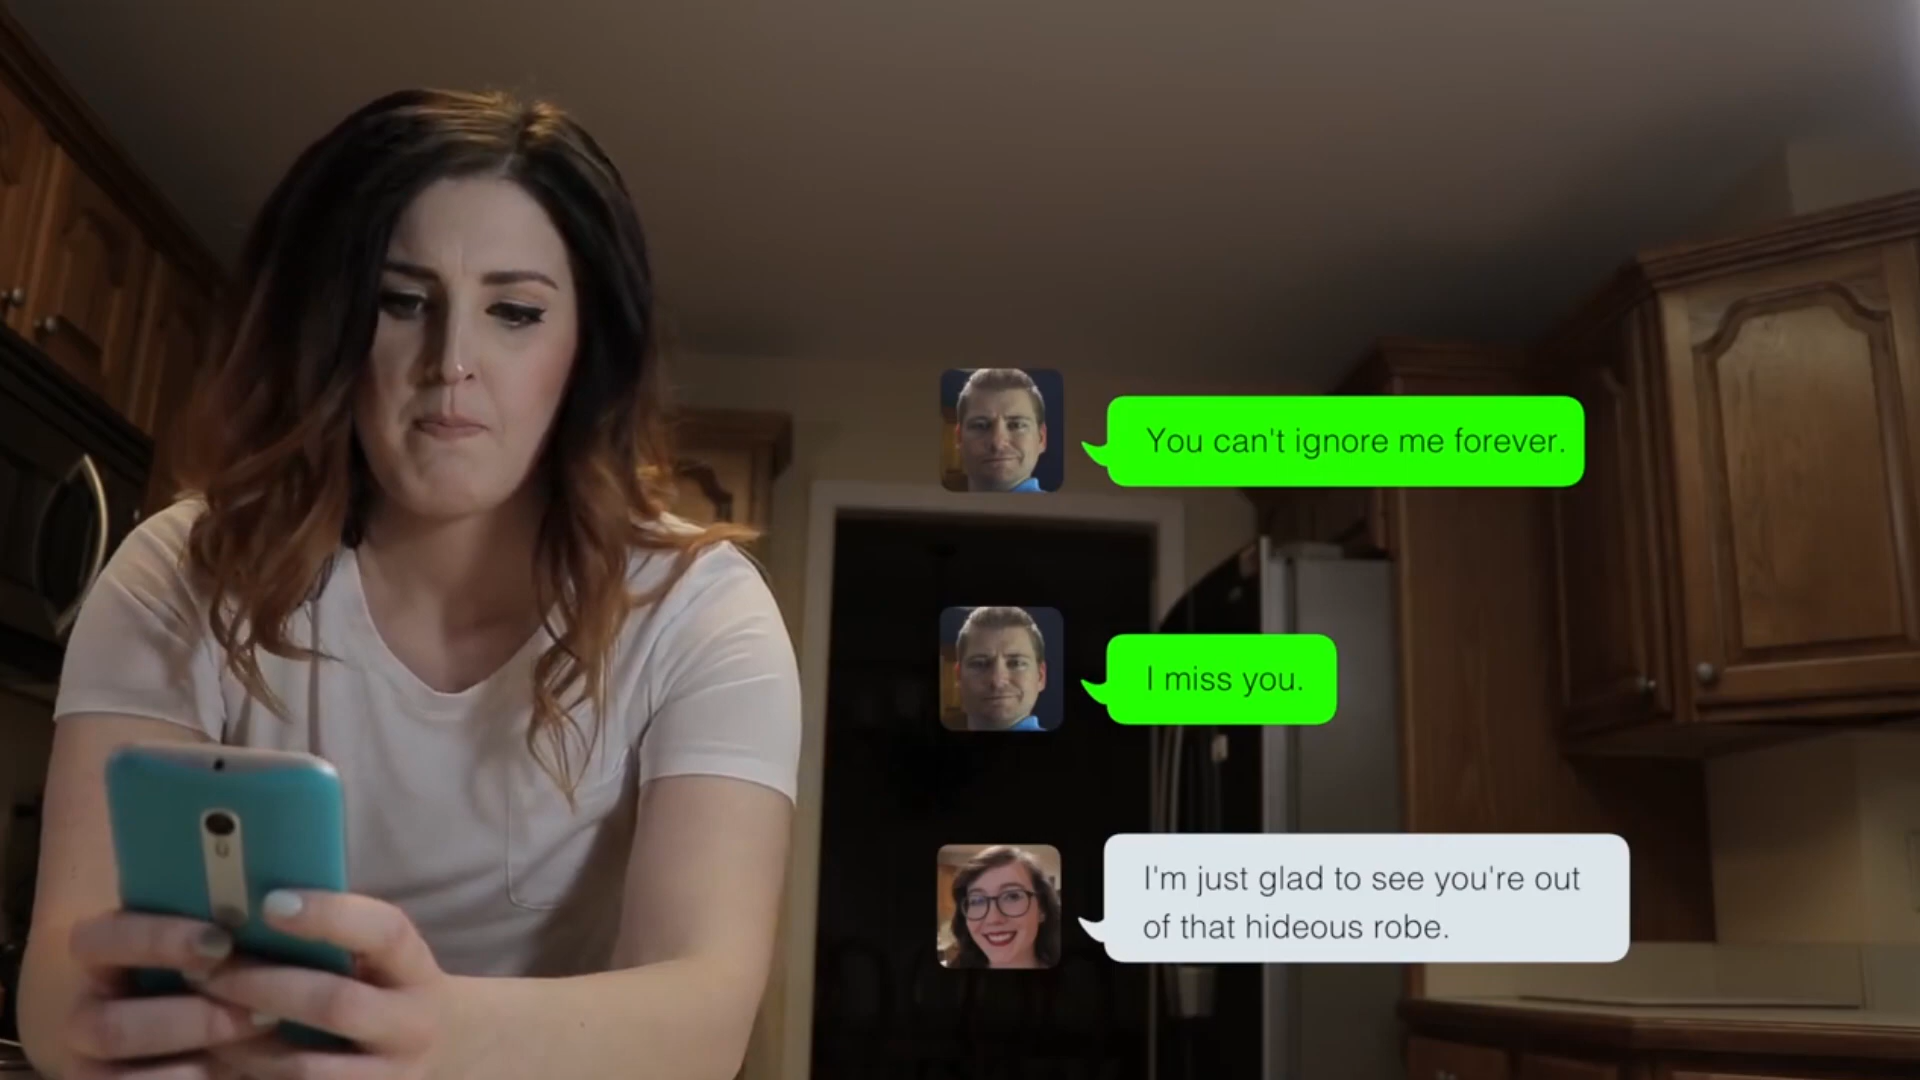 You can't ignore me forever.
I miss you.
I'm just glad to see you're out
of that hideous robe.